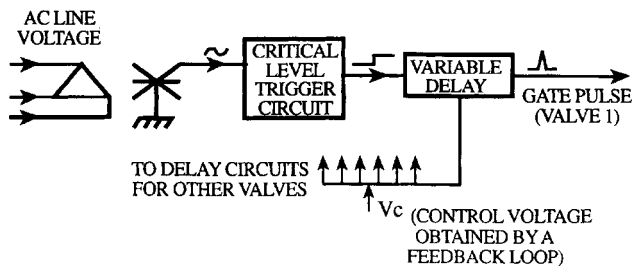 AC LINE
VOLTAGE
CRITICAL
LEVEL
TRIGGER
CIRCUIT
VARIABLE
DELAY
GATE PULSE
(VALVE 1)
TO DELAY CIRCUITS
FOR OTHER VALVES
Vc
(CONTROL VOLTAGE
OBTAINED BY A
FEEDBACK LOOP)